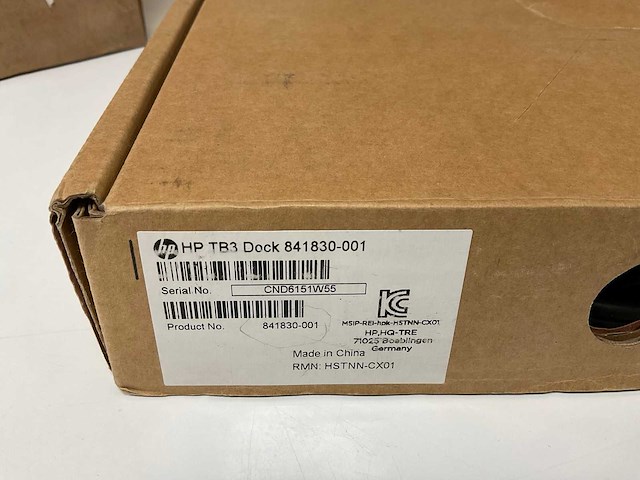 hp HP TB3 Dock 841830-001
Serial No. CND6151W55
Product No. 841830-001
KC
MSIP-REI-hpk-HSTNN-CX01
HP,HQ-TRE
71025 Boeblingen
Germany
Made in China
RMN: HSTNN-CX01